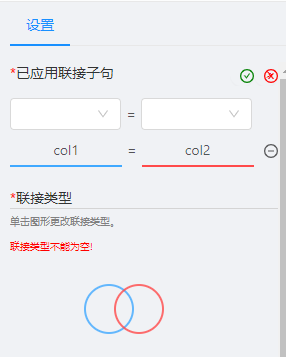 设置
*已应用联接子句
=
col1 = col2
*联接类型
单击图形更改联接类型。
联接类型不能为空!